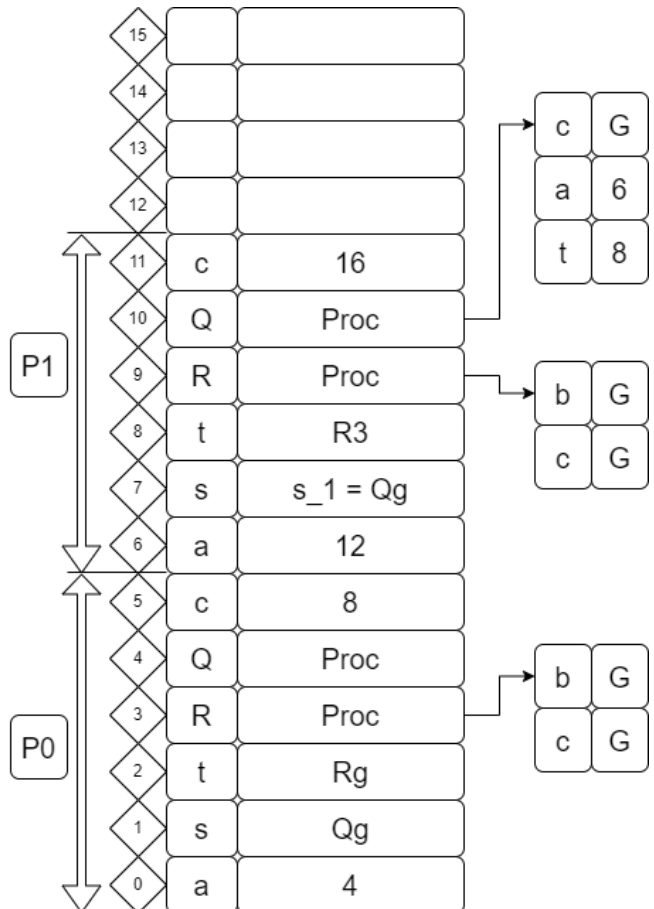 15
14
13
12
11 c 16
10 Q Proc
9 R Proc
8 t R3
7 s s_1 = Qg
6 a 12
5 c 8
4 Q Proc
3 R Proc
2 t Rg
1 s Qg
0 a 4
P1
P0
c G
a 6
t 8
b G
c G
b G
c G